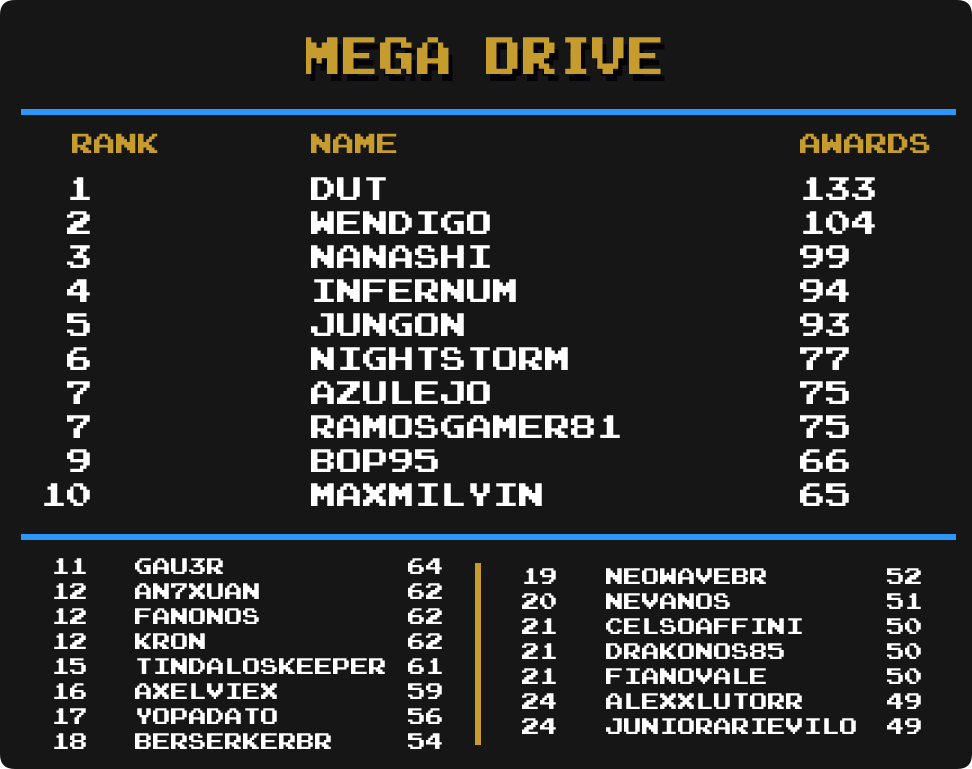 MEGA DRIVE
RANK NAME AWARDS
1 DUT 133
2 WENDIGO 104
3 NANASHI 99
4 INFERNUM 94
5 JUNGON 93
6 NIGHTSTORM 77
7 AZULEJO 75
7 RAMOSGAMER81 75
9 BOP95 66
10 MAXMILYIN 65
11 GAU3R 64
12 AN7XUAN 62
12 FANONOS 62
12 KRON 62
15 TINDALOSKEEPER 61
16 AXELVIEX 59
17 YOPADATO 56
18 BERSERKERBR 54
19 NEOWAVEBR 52
20 NEVANOS 51
21 CELSOAFFINI 50
21 DRAKONOS85 50
21 FIANOVALE 50
24 ALEXXLUTORR 49
24 JUNIORARIEVILO 49